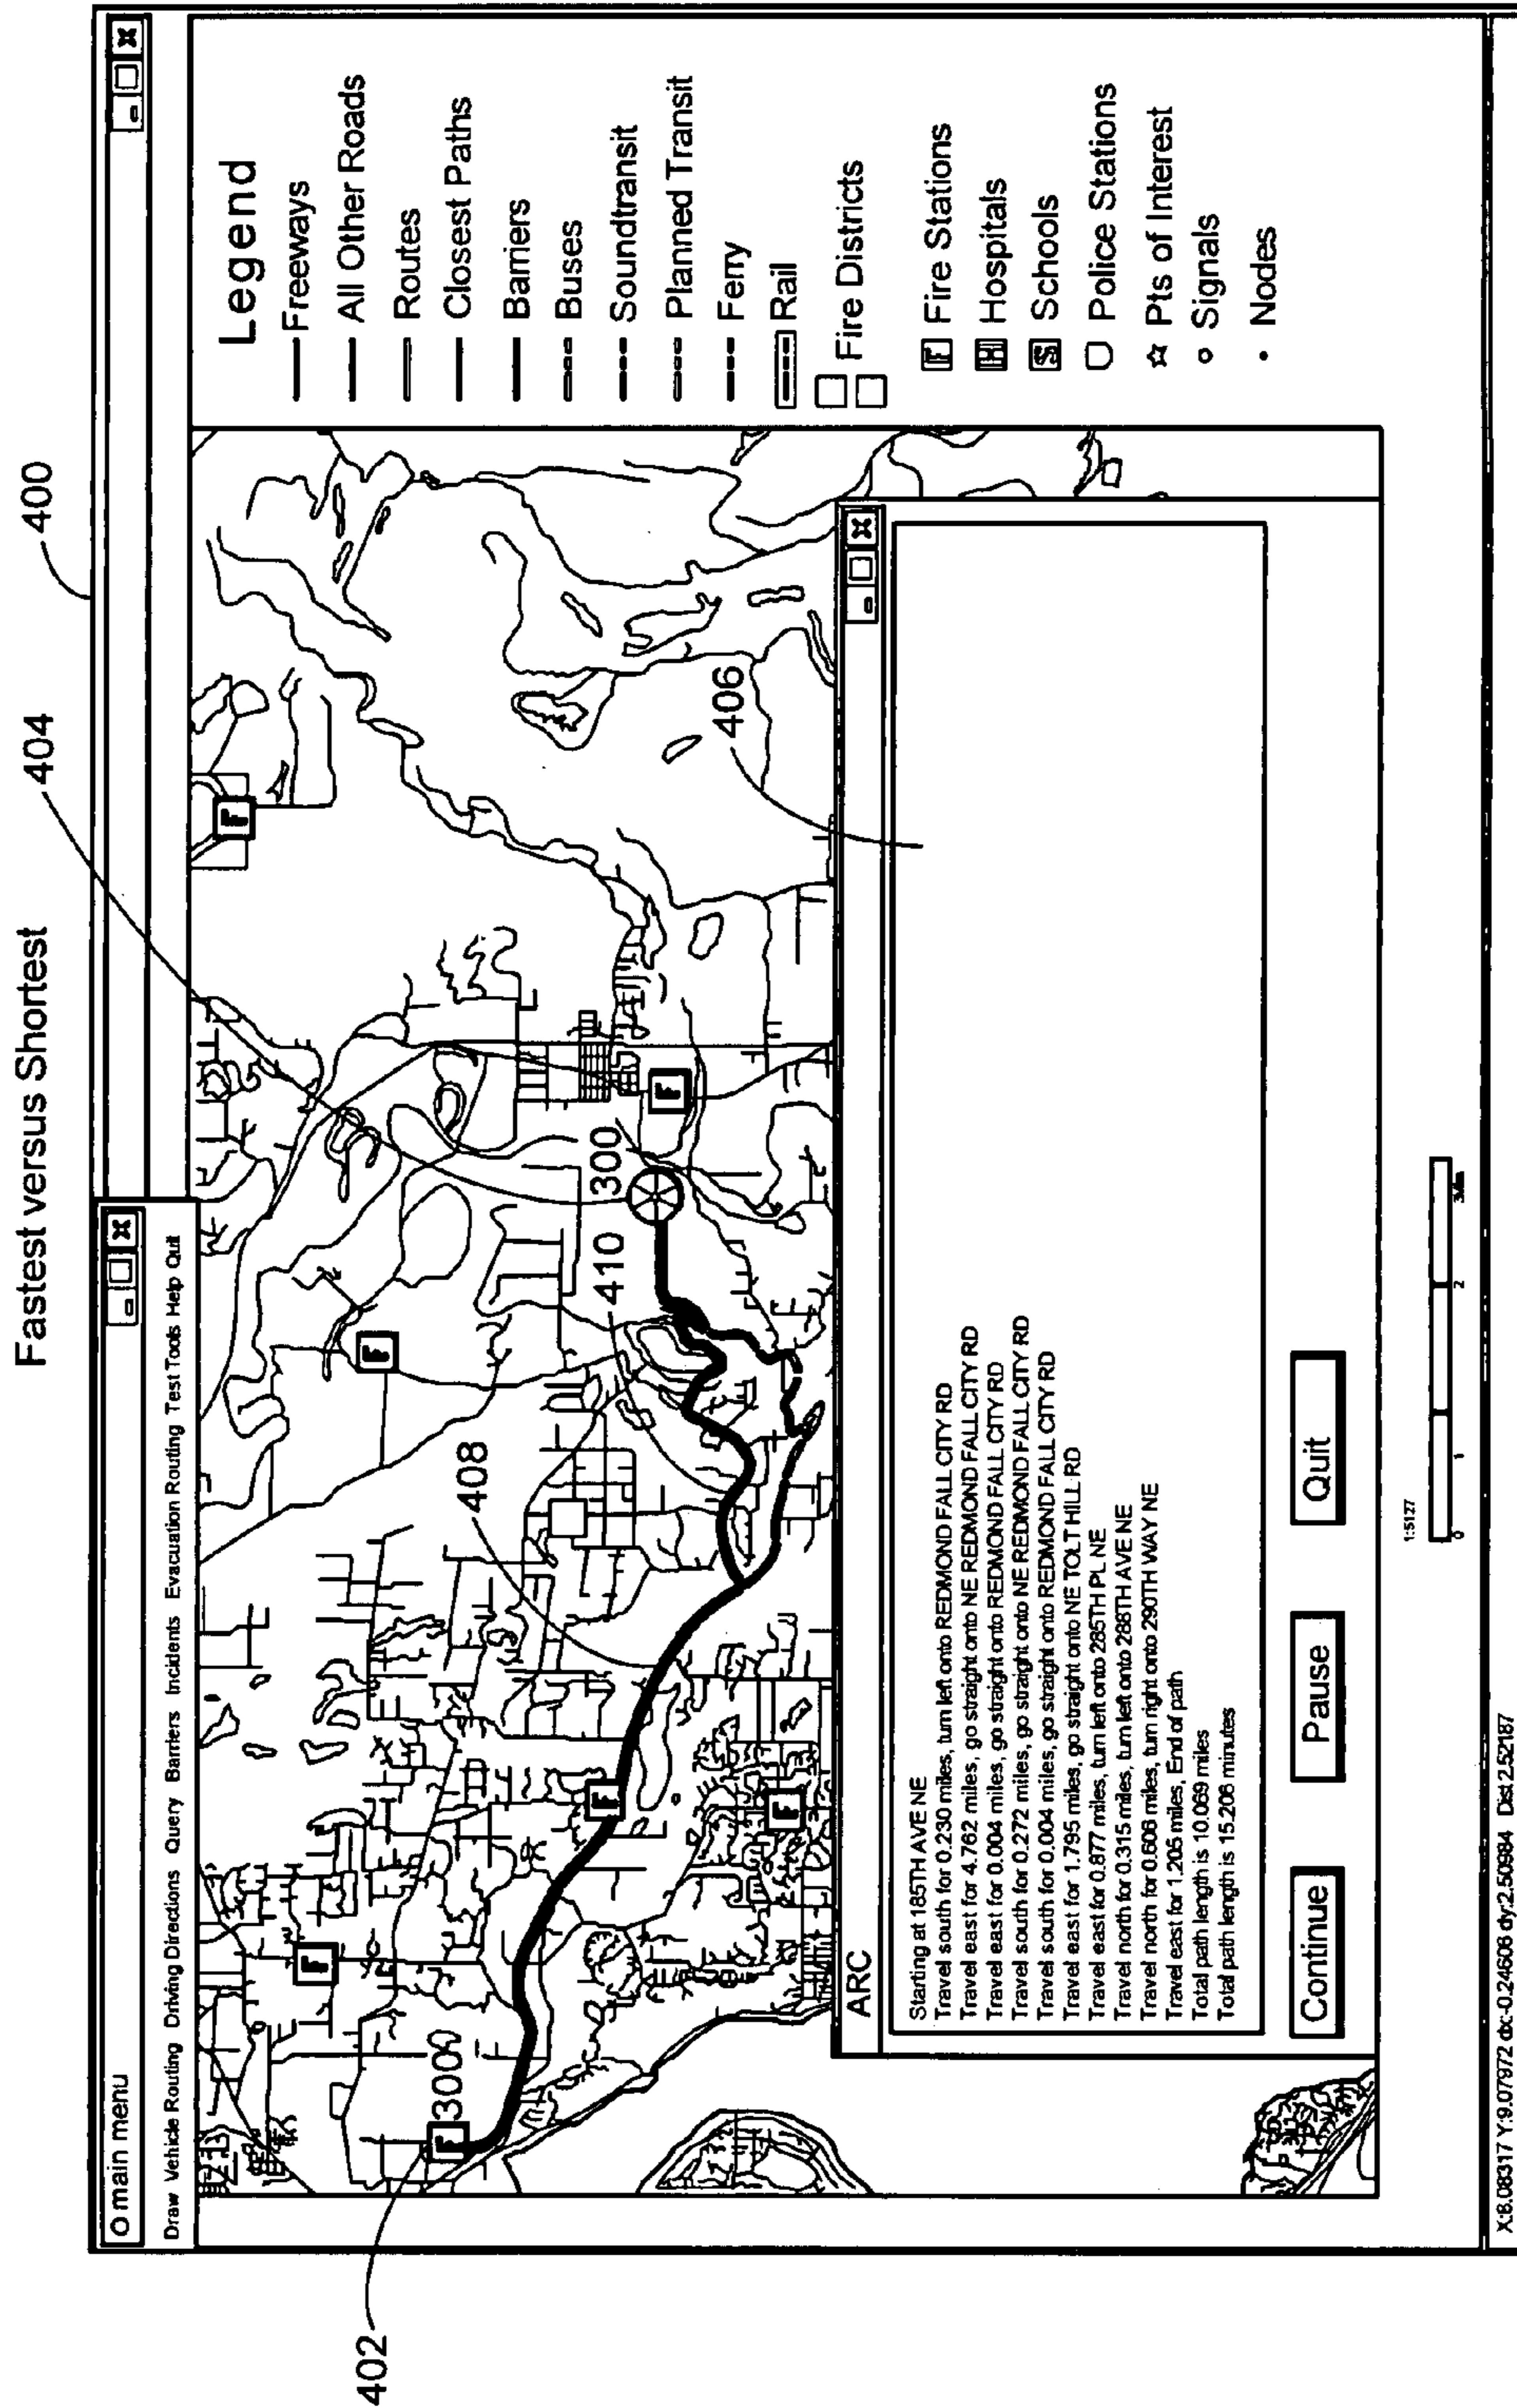 Fastest versus Shortest
400
404
402
main menu
Draw Vehicle Routing Driving Directions Query Barriers Incidents Evacuation Routing Test Tools Help Quit
Legend
Freeways
All Other Roads
Routes
Closest Paths
Barriers
Buses
Soundtransit
Planned Transit
Ferry
Rail
Fire Districts
F Fire Stations
H Hospitals
S Schools
Police Stations
Pts of Interest
Signals
Nodes
F
F
F
F
F
F
F
300
300
408
410
406
ARC
Starting at 185TH AVE NE
Travel south for 0.230 miles, turn left onto REDMOND FALL CITY RD
Travel east for 4.762 miles, go straight onto NE REDMOND FALL CITY RD
Travel east for 0.004 miles, go straight onto REDMOND FALL CITY RD
Travel south for 0.272 miles, go straight onto NE REDMOND FALL CITY RD
Travel south for 0.004 miles, go straight onto REDMOND FALL CITY RD
Travel east for 1.795 miles, go straight onto NE TOLT HILL RD
Travel east for 0.877 miles, turn left onto 285TH PL NE
Travel north for 0.315 miles, turn left onto 288TH AVE NE
Travel north for 0.606 miles, turn right onto 290TH WAY NE
Travel east for 1.205 miles, End of path
Total path length is 10.069 miles
Total path length is 15.206 minutes
Continue
Pause
Quit
1:5127
0 1 2
X:8.08317 Y:9.07972 dx:-0.24606 dy:2.50984 Dist:2.52187